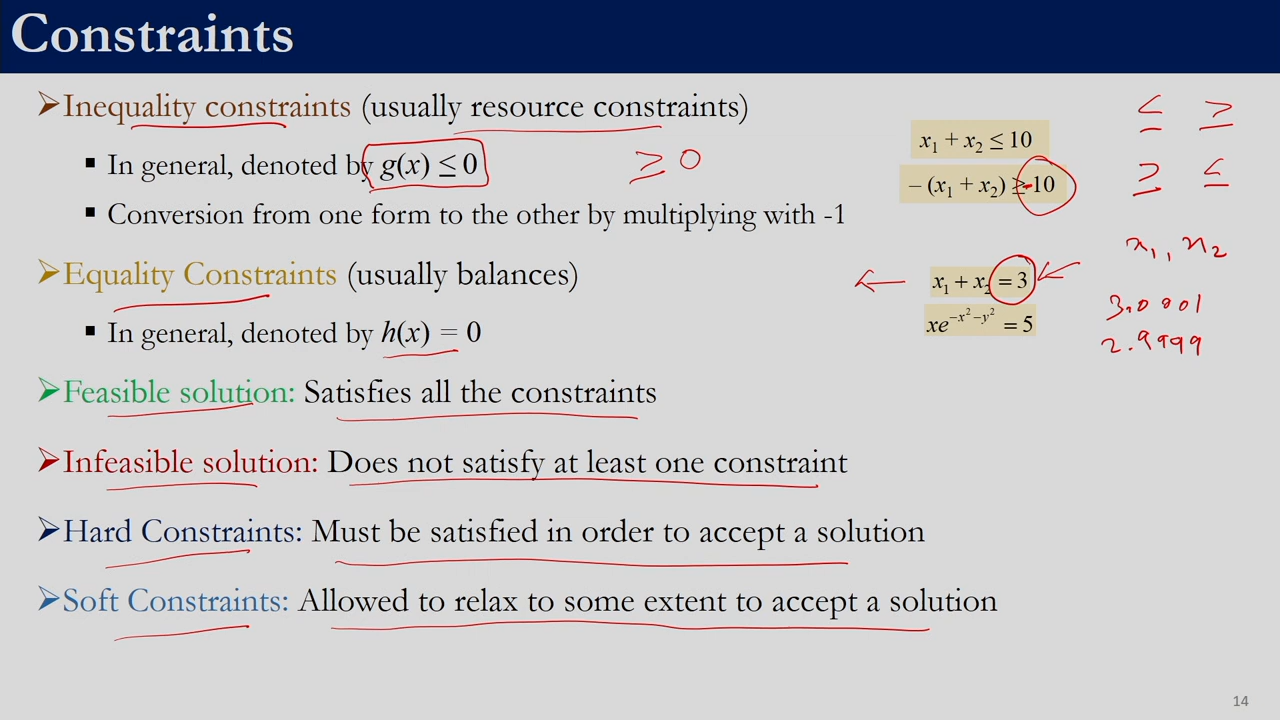 Constraints
➢Inequality constraints (usually resource constraints)
▪ In general, denoted by g(x) ≤ 0
≥ 0
▪ Conversion from one form to the other by multiplying with -1
x₁ + x₂ ≤ 10
– (x₁ + x₂) ≥ -10
≤ ≥
≥ ≤
➢Equality Constraints (usually balances)
▪ In general, denoted by h(x) = 0
x₁ + x₂ = 3
xe^{-x²-y²} = 5
x₁, x₂
3.0001
2.9999
➢Feasible solution: Satisfies all the constraints
➢Infeasible solution: Does not satisfy at least one constraint
➢Hard Constraints: Must be satisfied in order to accept a solution
➢Soft Constraints: Allowed to relax to some extent to accept a solution
14